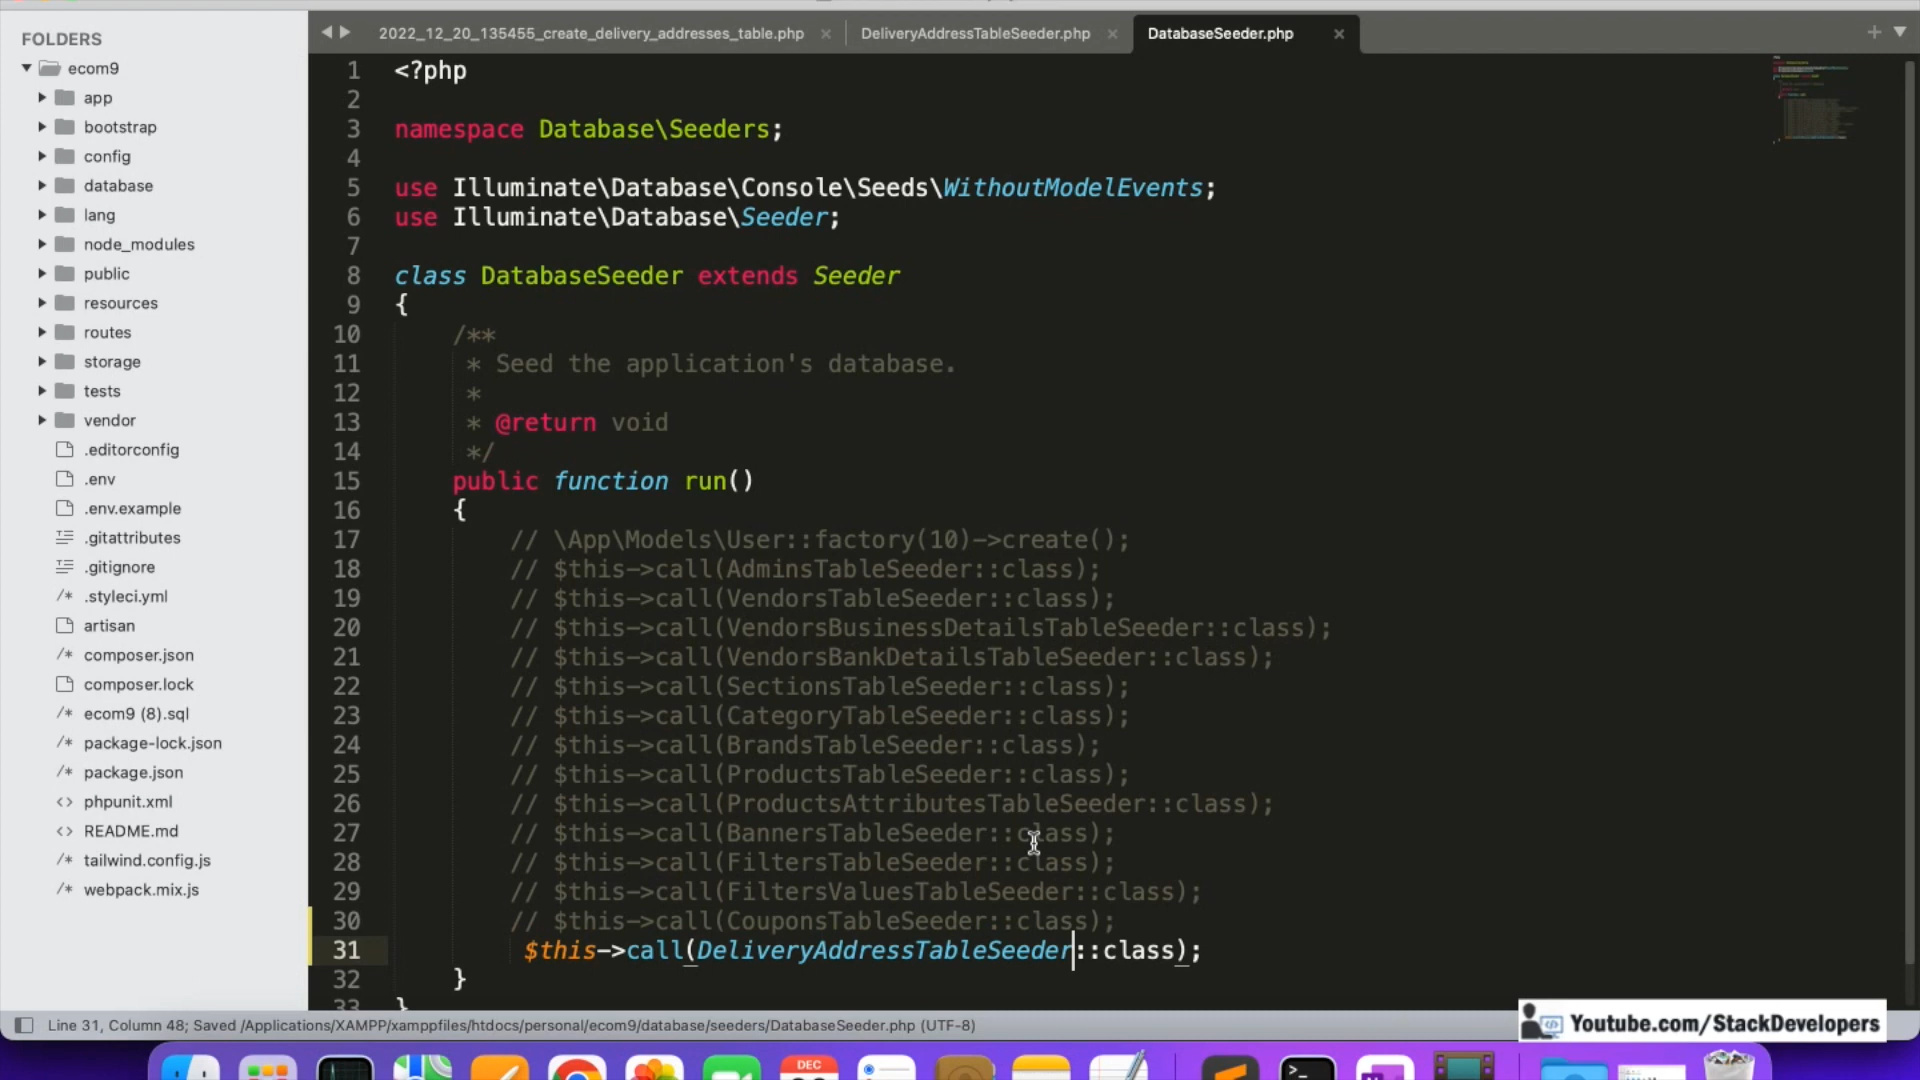 FOLDERS
ecom9
app
bootstrap
config
database
lang
node_modules
public
resources
routes
storage
tests
vendor
.editorconfig
.env
.env.example
.gitattributes
.gitignore
/* .styleci.yml
artisan
/* composer.json
composer.lock
/* ecom9 (8).sql
/* package-lock.json
/* package.json
<> phpunit.xml
<> README.md
/* tailwind.config.js
/* webpack.mix.js
2022_12_20_135455_create_delivery_addresses_table.php × DeliveryAddressTableSeeder.php × DatabaseSeeder.php ×
1 <?php
2
3 namespace Database\Seeders;
4
5 use Illuminate\Database\Console\Seeds\WithoutModelEvents;
6 use Illuminate\Database\Seeder;
7
8 class DatabaseSeeder extends Seeder
9 {
10 /**
11 * Seed the application's database.
12 *
13 * @return void
14 */
15 public function run()
16 {
17 // \App\Models\User::factory(10)->create();
18 // $this->call(AdminsTableSeeder::class);
19 // $this->call(VendorsTableSeeder::class);
20 // $this->call(VendorsBusinessDetailsTableSeeder::class);
21 // $this->call(VendorsBankDetailsTableSeeder::class);
22 // $this->call(SectionsTableSeeder::class);
23 // $this->call(CategoryTableSeeder::class);
24 // $this->call(BrandsTableSeeder::class);
25 // $this->call(ProductsTableSeeder::class);
26 // $this->call(ProductsAttributesTableSeeder::class);
27 // $this->call(BannersTableSeeder::class);
28 // $this->call(FiltersTableSeeder::class);
29 // $this->call(FiltersValuesTableSeeder::class);
30 // $this->call(CouponsTableSeeder::class);
31 $this->call(DeliveryAddressTableSeeder::class);
32 }
33 }
Line 31, Column 48; Saved /Applications/XAMPP/xamppfiles/htdocs/personal/ecom9/database/seeders/DatabaseSeeder.php (UTF-8)
Youtube.com/StackDevelopers
DEC